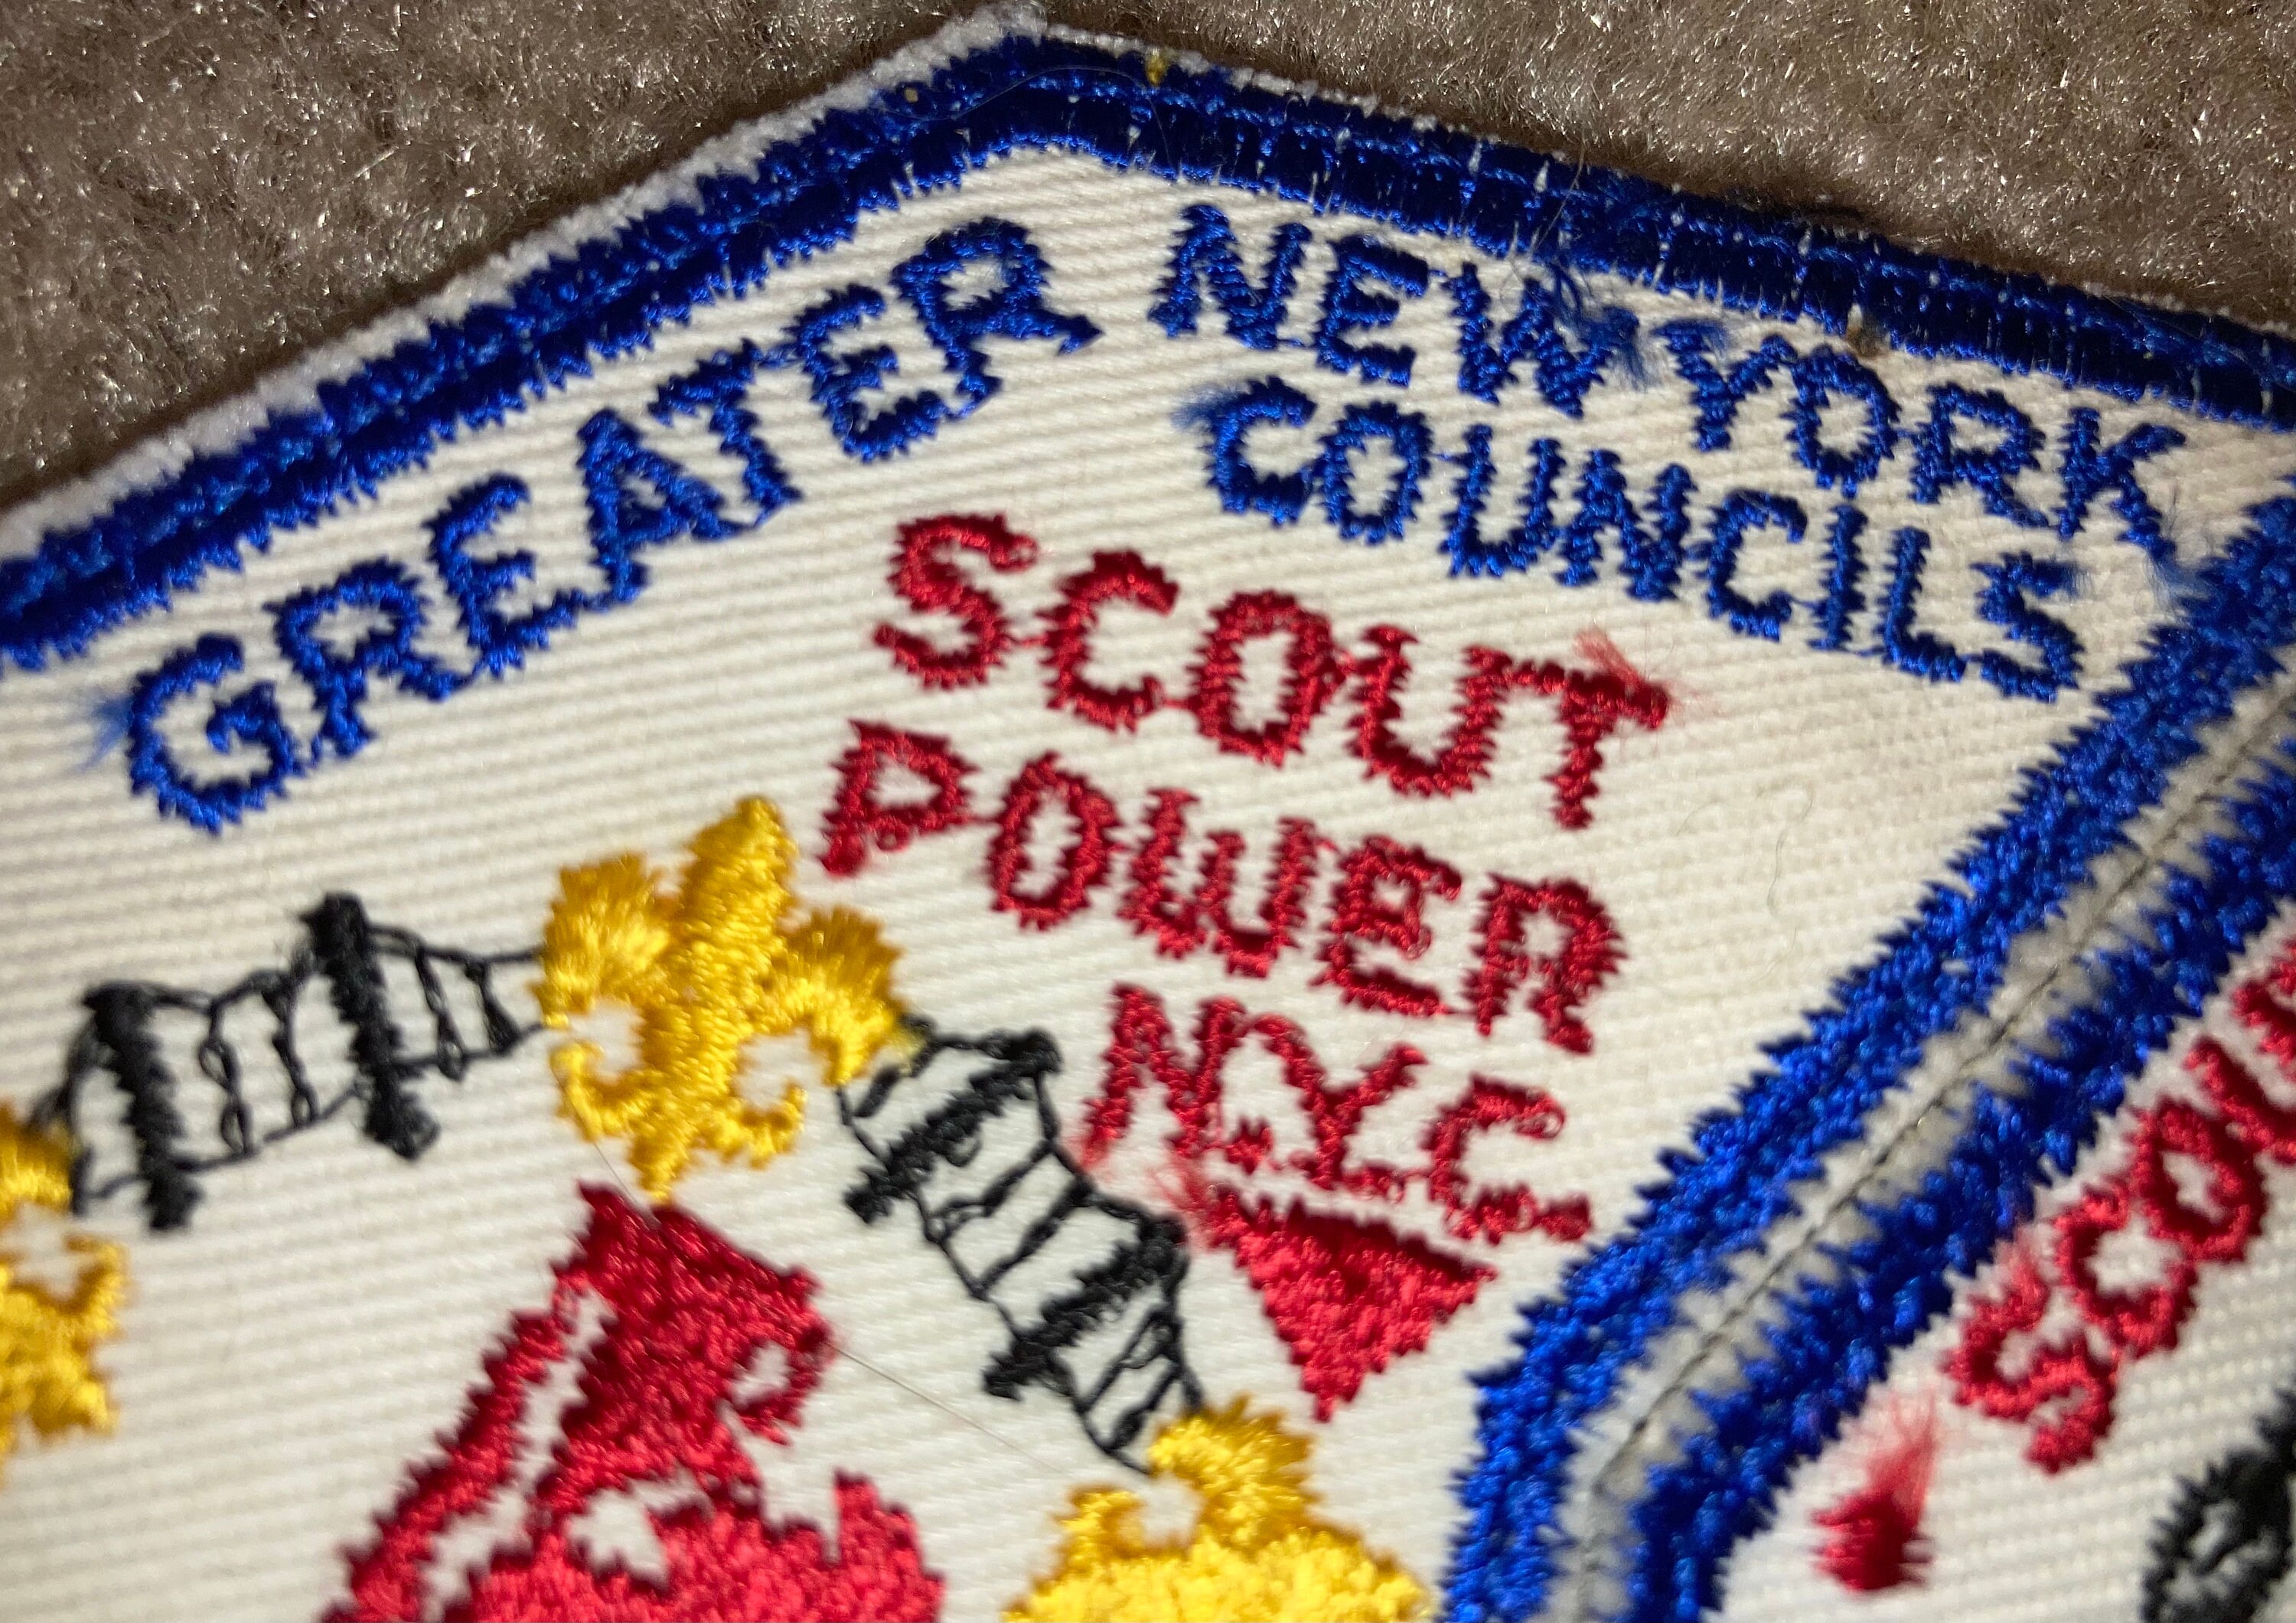 GREATER NEW YORK
COUNCILS
SCOUT
POWER
N.Y.C.